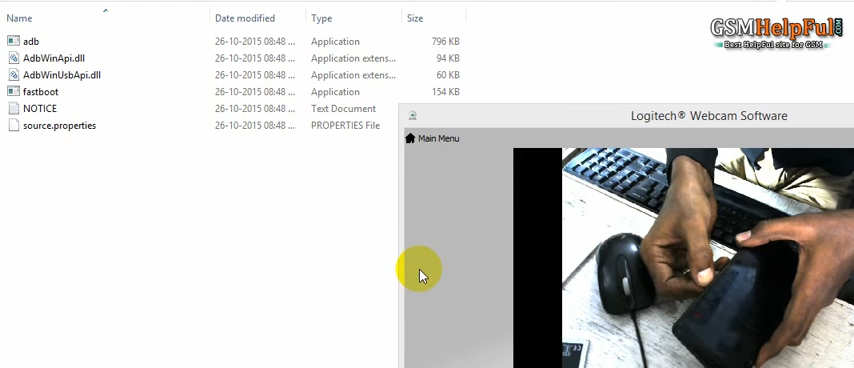 Name Date modified Type Size
adb 26-10-2015 08:48 ... Application 796 KB
AdbWinApi.dll 26-10-2015 08:48 ... Application extens... 94 KB
AdbWinUsbApi.dll 26-10-2015 08:48 ... Application extens... 60 KB
fastboot 26-10-2015 08:48 ... Application 154 KB
NOTICE 26-10-2015 08:48 ... Text Document
source.properties 26-10-2015 08:48 ... PROPERTIES File
GSMHelpFul.COM
Best HelpFul site for GSM
Logitech® Webcam Software
Main Menu